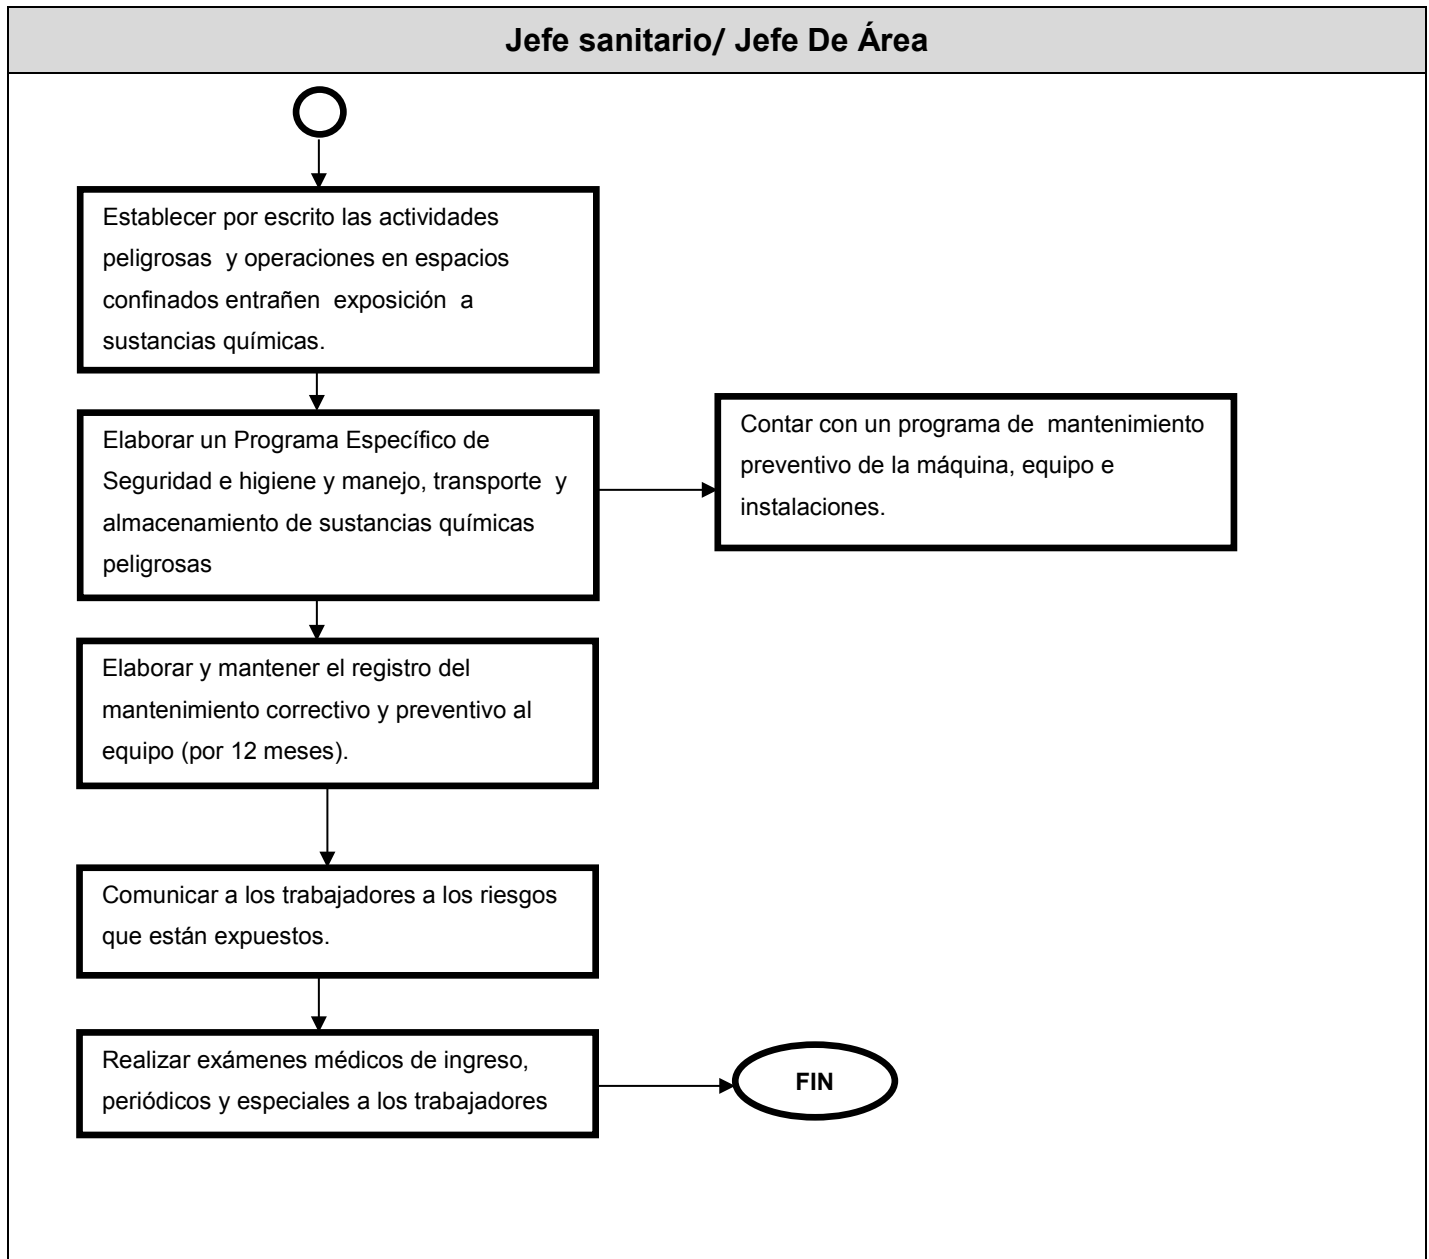 Jefe sanitario/ Jefe De Área
Establecer por escrito las actividades
peligrosas y operaciones en espacios
confinados entrañen exposición a
sustancias químicas.
Elaborar un Programa Específico de
Seguridad e higiene y manejo, transporte y
almacenamiento de sustancias químicas
peligrosas
Contar con un programa de mantenimiento
preventivo de la máquina, equipo e
instalaciones.
Elaborar y mantener el registro del
mantenimiento correctivo y preventivo al
equipo (por 12 meses).
Comunicar a los trabajadores a los riesgos
que están expuestos.
Realizar exámenes médicos de ingreso,
periódicos y especiales a los trabajadores
FIN